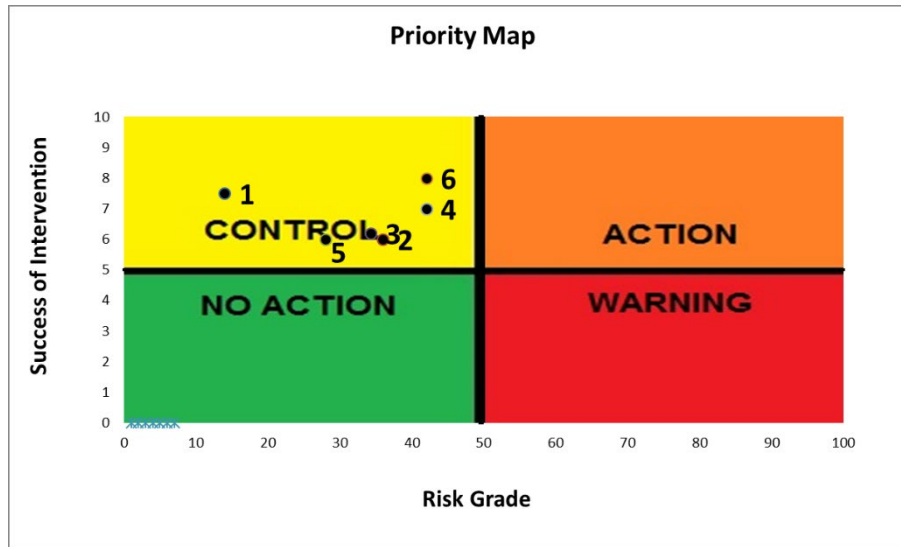 Priority Map
Success of Intervention
10
9
8
7
6
5
4
3
2
1
0
1
6
4
CONTROL
3
2
5
ACTION
NO ACTION
WARNING
0 10 20 30 40 50 60 70 80 90 100
Risk Grade